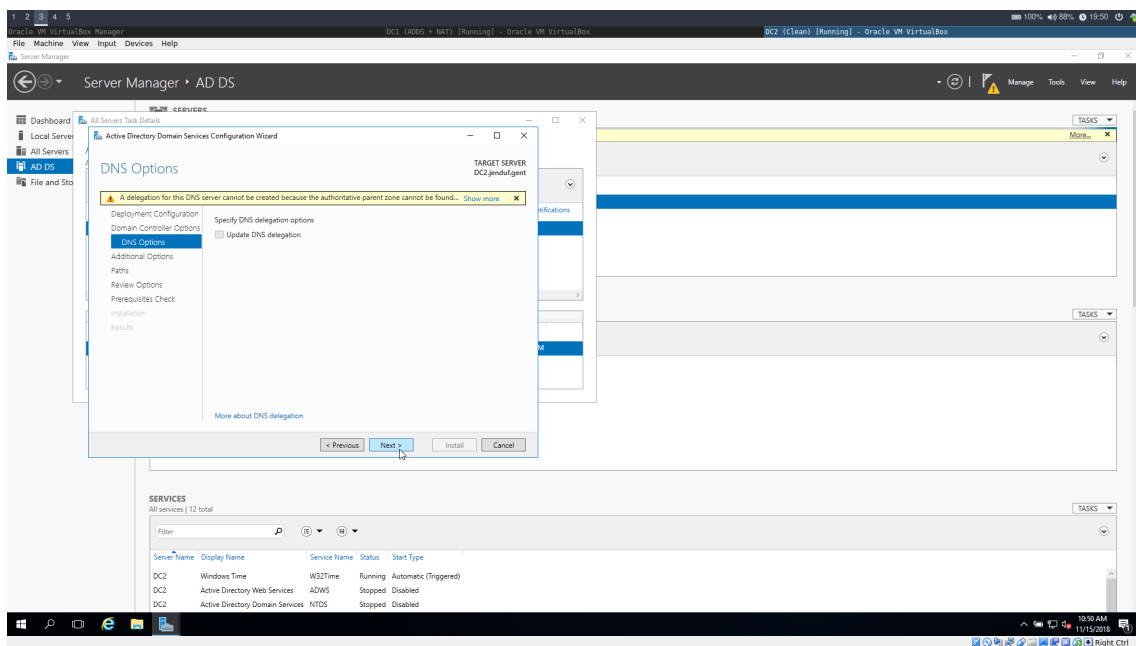 1 2 3 4 5
100% 88% 19:50
Oracle VM VirtualBox Manager
DC1 (ADDS + NAT) [Running] - Oracle VM VirtualBox
DC2 (Clean) [Running] - Oracle VM VirtualBox
File Machine View Input Devices Help
Server Manager
Server Manager • AD DS
Manage Tools View Help
SERVERS
Dashboard
Local Server
All Servers
AD DS
File and Sto
All Servers Task Details
TASKS
More...
Active Directory Domain Services Configuration Wizard
DNS Options
TARGET SERVER
DC2.jenduf.gent
A delegation for this DNS server cannot be created because the authoritative parent zone cannot be found... Show more
Deployment Configuration
Domain Controller Options
DNS Options
Additional Options
Paths
Review Options
Prerequisites Check
Installation
Results
Specify DNS delegation options
Update DNS delegation
More about DNS delegation
< Previous Next > Install Cancel
TASKS
SERVICES
All services | 12 total
TASKS
Filter
Server Name Display Name Service Name Status Start Type
DC2 Windows Time W32Time Running Automatic (Triggered)
DC2 Active Directory Web Services ADWS Stopped Disabled
DC2 Active Directory Domain Services NTDS Stopped Disabled
10:50 AM
11/15/2018
Right Ctrl